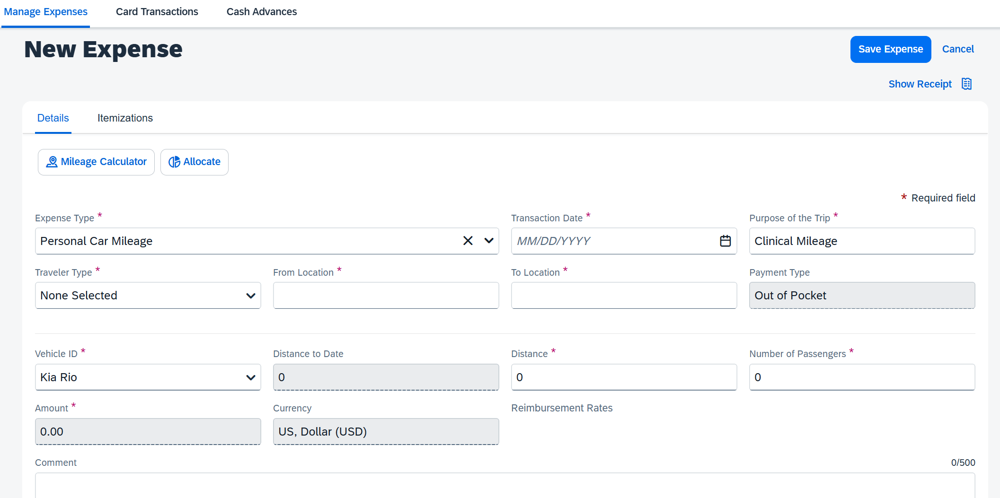 Manage Expenses Card Transactions Cash Advances
New Expense
Save Expense Cancel
Show Receipt
Details Itemizations
Mileage Calculator Allocate
* Required field
Expense Type * Transaction Date * Purpose of the Trip *
Personal Car Mileage MM/DD/YYYY Clinical Mileage
Traveler Type * From Location * To Location * Payment Type
None Selected Out of Pocket
Vehicle ID * Distance to Date Distance * Number of Passengers *
Kia Rio 0 0 0
Amount * Currency Reimbursement Rates
0.00 US, Dollar (USD)
Comment 0/500